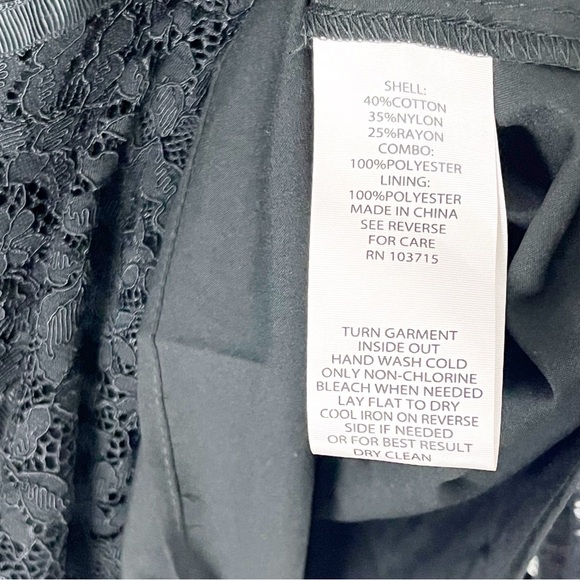 SHELL:
40%COTTON
35%NYLON
25%RAYON
COMBO:
100%POLYESTER
LINING:
100%POLYESTER
MADE IN CHINA
SEE REVERSE
FOR CARE
RN 103715
TURN GARMENT
INSIDE OUT
HAND WASH COLD
ONLY NON-CHLORINE
BLEACH WHEN NEEDED
LAY FLAT TO DRY
COOL IRON ON REVERSE
SIDE IF NEEDED
OR FOR BEST RESULT
DRY CLEAN